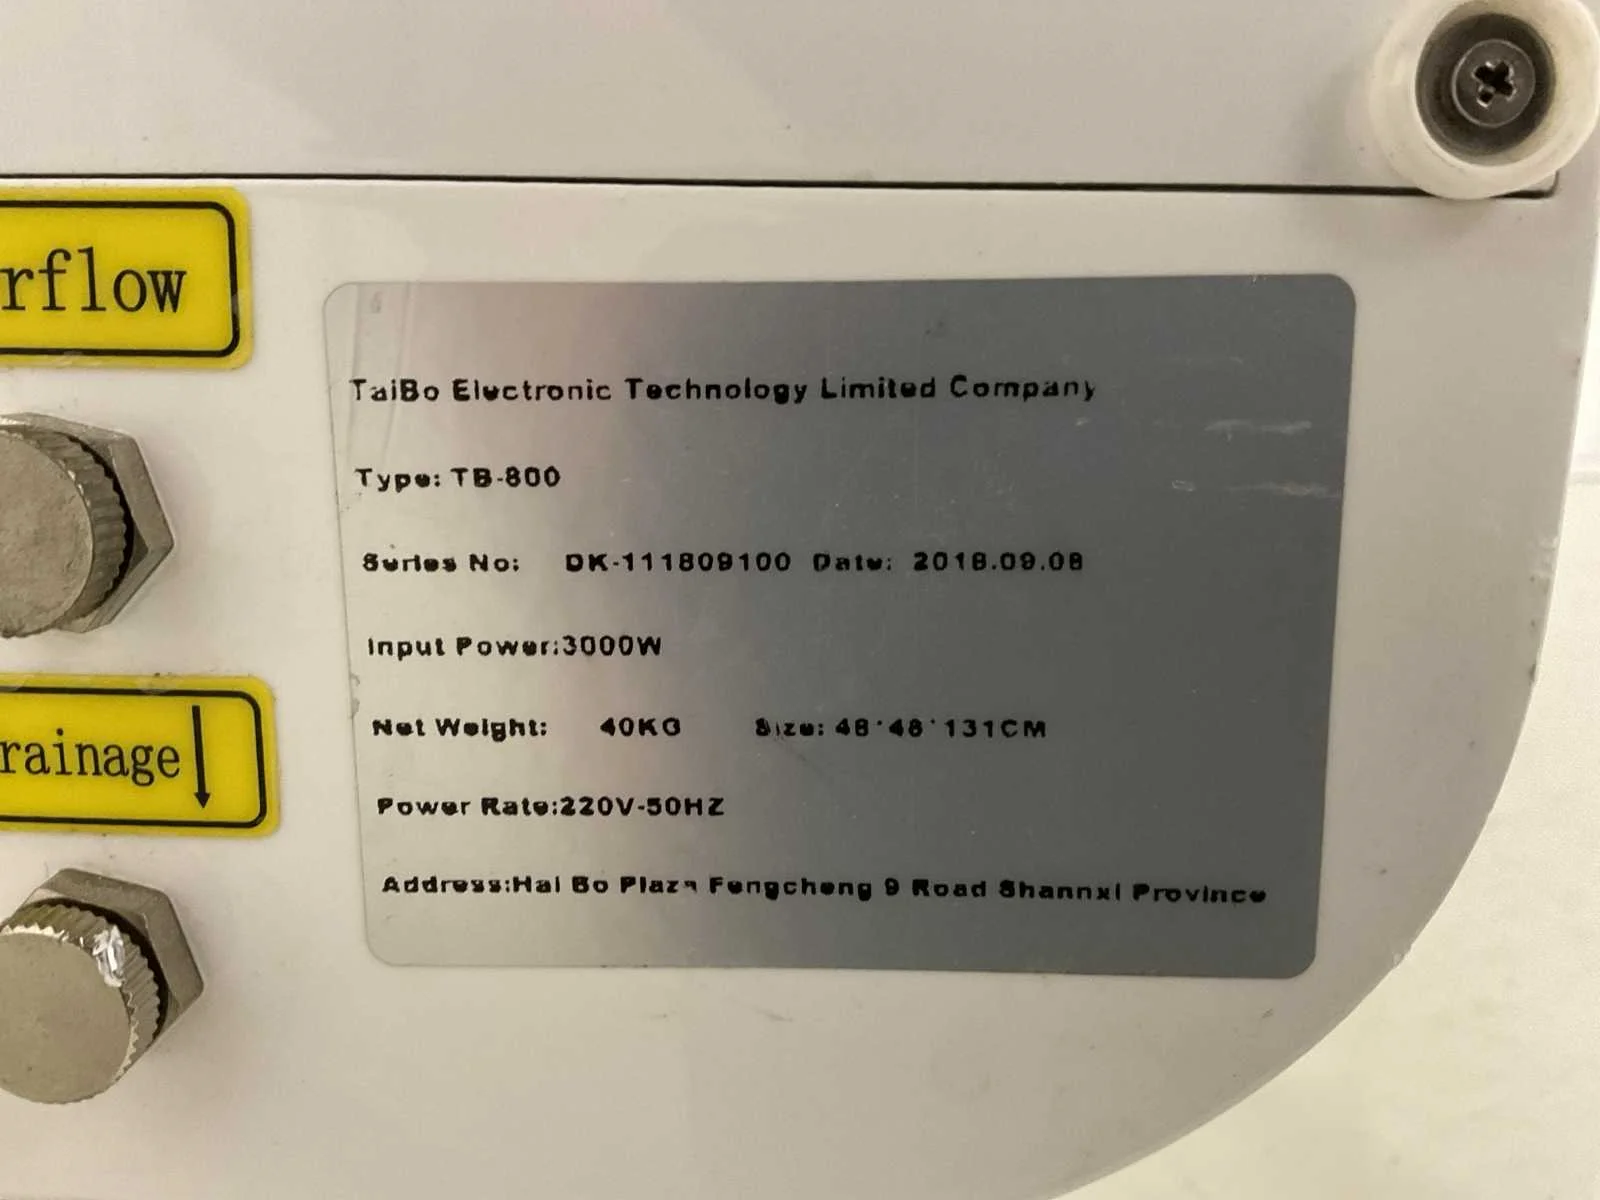 rflow
TaiBo Electronic Technology Limited Company
Type: TB-800
Series No: DK-111809100 Date: 2018.09.08
Input Power:3000W
Net Weight: 40KG Size: 48*48*131CM
rainage↓
Power Rate:220V-50HZ
Address:Hai Bo Plaza Fengcheng 9 Road Shannxi Province